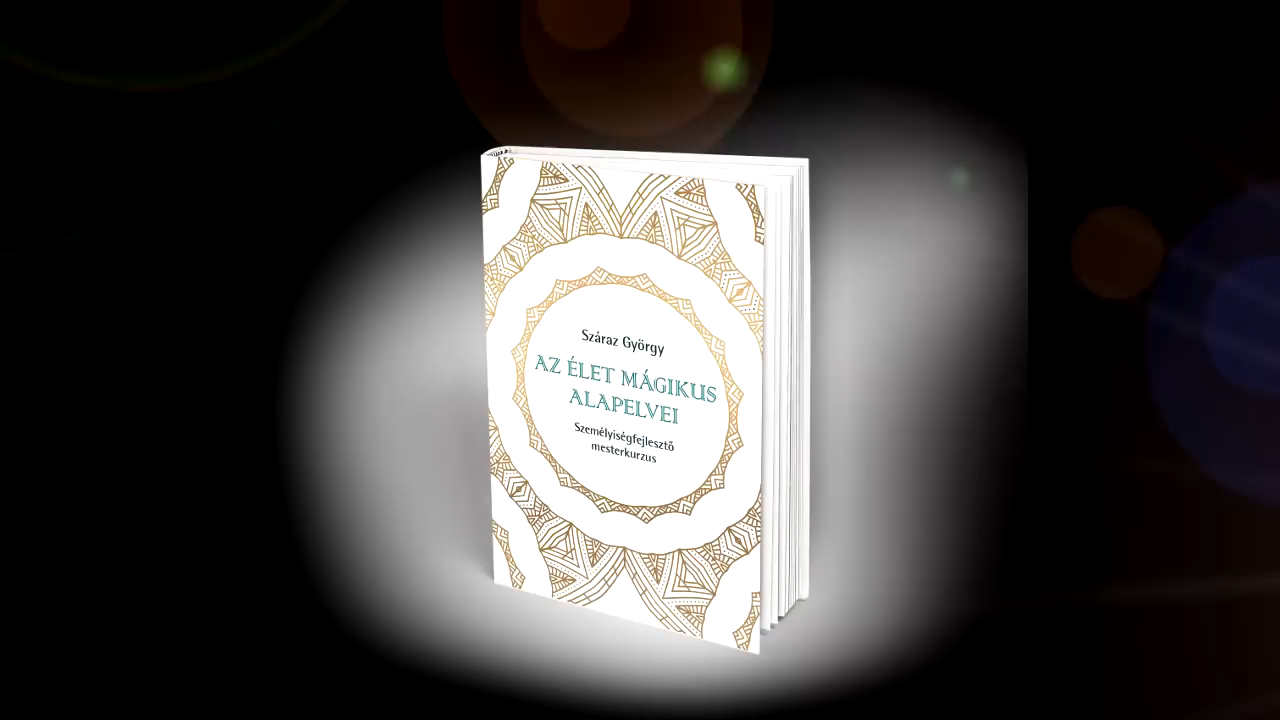 Száraz György
AZ ÉLET MÁGIKUS
ALAPELVEI
Személyiségfejlesztő
mesterkurzus